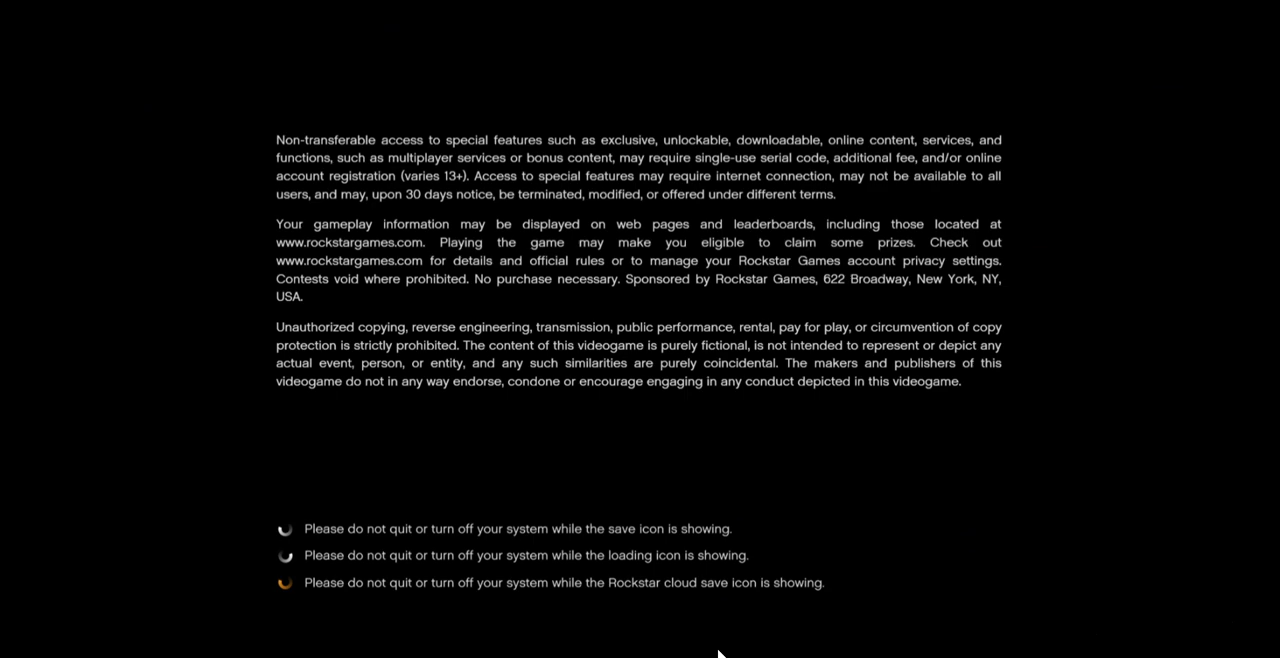 Non-transferable access to special features such as exclusive, unlockable, downloadable, online content, services, and
functions, such as multiplayer services or bonus content, may require single-use serial code, additional fee, and/or online
account registration (varies 13+). Access to special features may require internet connection, may not be available to all
users, and may, upon 30 days notice, be terminated, modified, or offered under different terms.
Your gameplay information may be displayed on web pages and leaderboards, including those located at
www.rockstargames.com. Playing the game may make you eligible to claim some prizes. Check out
www.rockstargames.com for details and official rules or to manage your Rockstar Games account privacy settings.
Contests void where prohibited. No purchase necessary. Sponsored by Rockstar Games, 622 Broadway, New York, NY,
USA.
Unauthorized copying, reverse engineering, transmission, public performance, rental, pay for play, or circumvention of copy
protection is strictly prohibited. The content of this videogame is purely fictional, is not intended to represent or depict any
actual event, person, or entity, and any such similarities are purely coincidental. The makers and publishers of this
videogame do not in any way endorse, condone or encourage engaging in any conduct depicted in this videogame.
Please do not quit or turn off your system while the save icon is showing.
Please do not quit or turn off your system while the loading icon is showing.
Please do not quit or turn off your system while the Rockstar cloud save icon is showing.